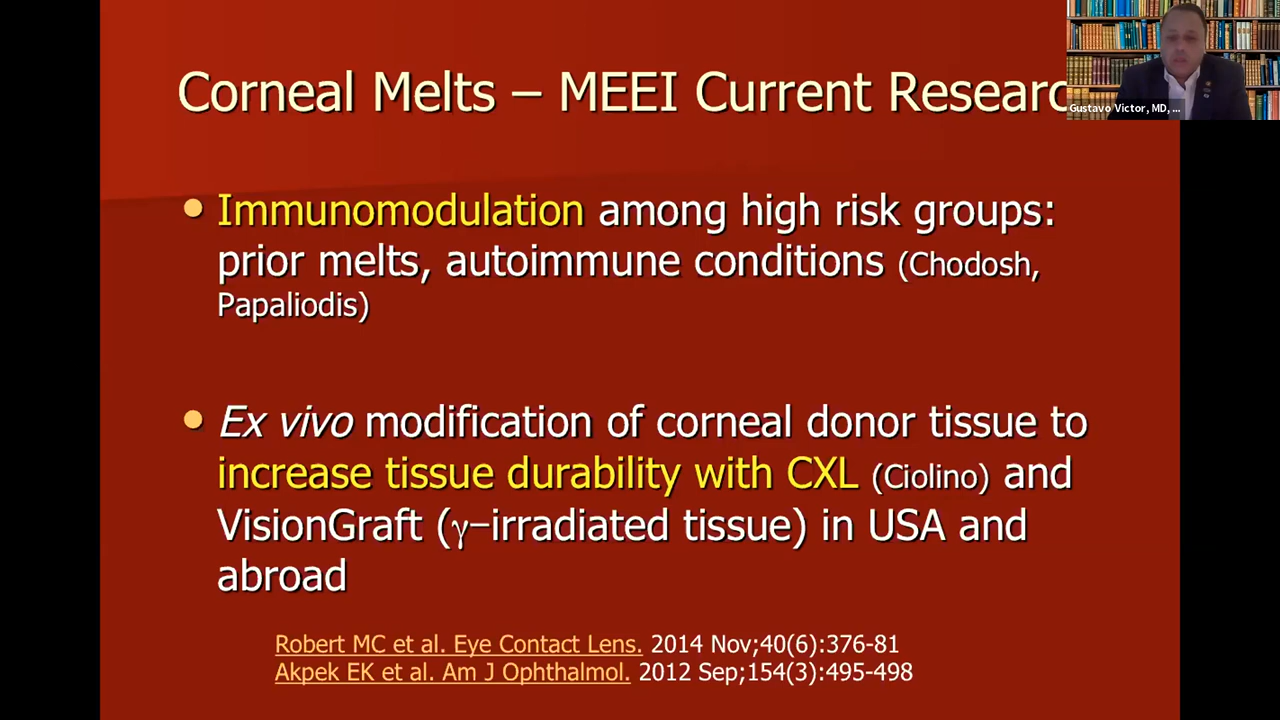 Corneal Melts – MEEI Current Researc
Gustavo Victor, MD, ...
• Immunomodulation among high risk groups:
prior melts, autoimmune conditions (Chodosh,
Papaliodis)
• Ex vivo modification of corneal donor tissue to
increase tissue durability with CXL (Ciolino) and
VisionGraft (γ–irradiated tissue) in USA and
abroad
Robert MC et al. Eye Contact Lens. 2014 Nov;40(6):376-81
Akpek EK et al. Am J Ophthalmol. 2012 Sep;154(3):495-498